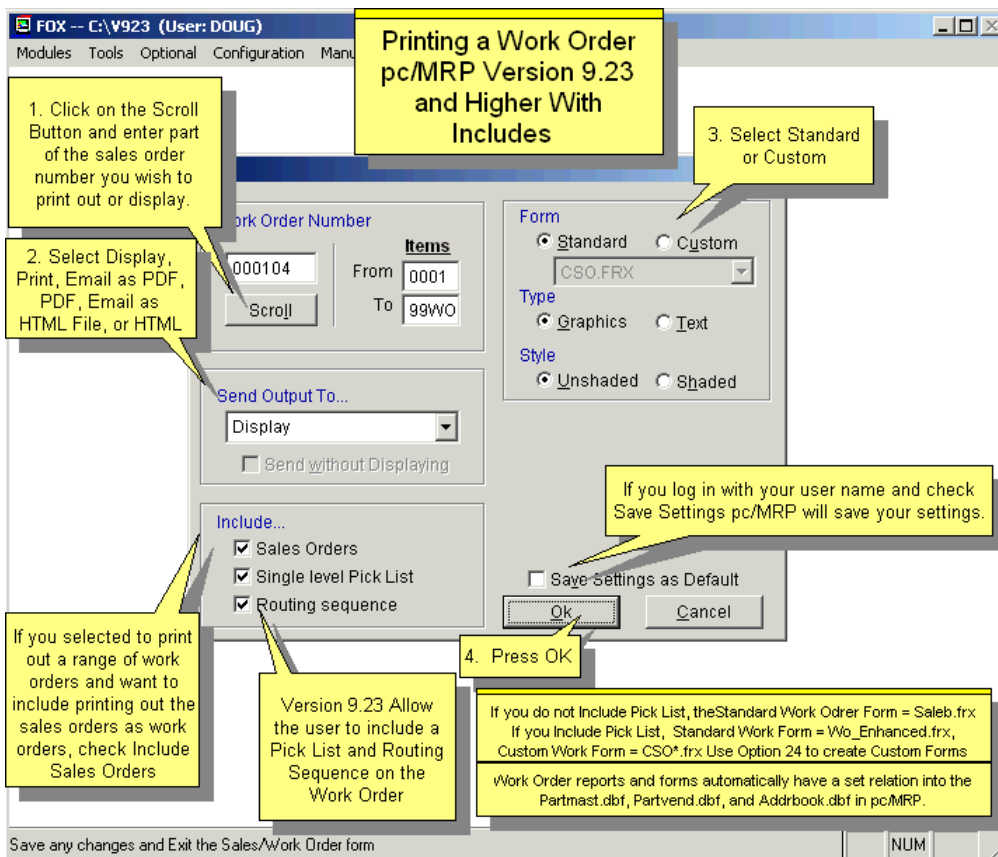 FOX -- C:\V923 (User: DOUG)
Modules Tools Optional Configuration Manu
Printing a Work Order
pc/MRP Version 9.23
and Higher With
Includes
1. Click on the Scroll
Button and enter part
of the sales order
number you wish to
print out or display.
3. Select Standard
or Custom
2. Select Display,
Print, Email as PDF,
PDF, Email as
HTML File, or HTML
ork Order Number
Items
000104
From 0001
To 99WO
Scroll
Form
Standard Custom
CSO.FRX
Type
Graphics Text
Style
Unshaded Shaded
Send Output To...
Display
Send without Displaying
If you log in with your user name and check
Save Settings pc/MRP will save your settings.
Include...
Sales Orders
Single level Pick List
Routing sequence
Save Settings as Default
Ok Cancel
4. Press OK
If you selected to print
out a range of work
orders and want to
include printing out the
sales orders as work
orders, check Include
Sales Orders
Version 9.23 Allow
the user to include a
Pick List and Routing
Sequence on the
Work Order
If you do not Include Pick List, theStandard Work Odrer Form = Saleb.frx
If you Include Pick List, Standard Work Form = Wo_Enhanced.frx,
Custom Work Form = CSO*.frx Use Option 24 to create Custom Forms
Work Order reports and forms automatically have a set relation into the
Partmast.dbf, Partvend.dbf, and Addrbook.dbf in pc/MRP.
Save any changes and Exit the Sales/Work Order form
NUM